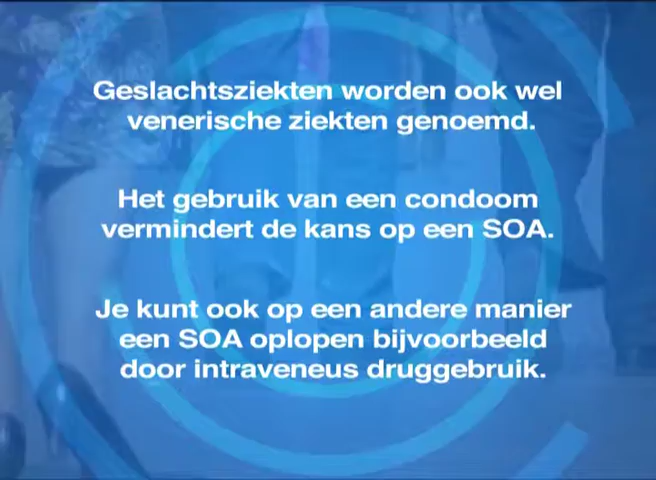 Geslachtsziekten worden ook wel
venerische ziekten genoemd.
Het gebruik van een condoom
vermindert de kans op een SOA.
Je kunt ook op een andere manier
een SOA oplopen bijvoorbeeld
door intraveneus druggebruik.